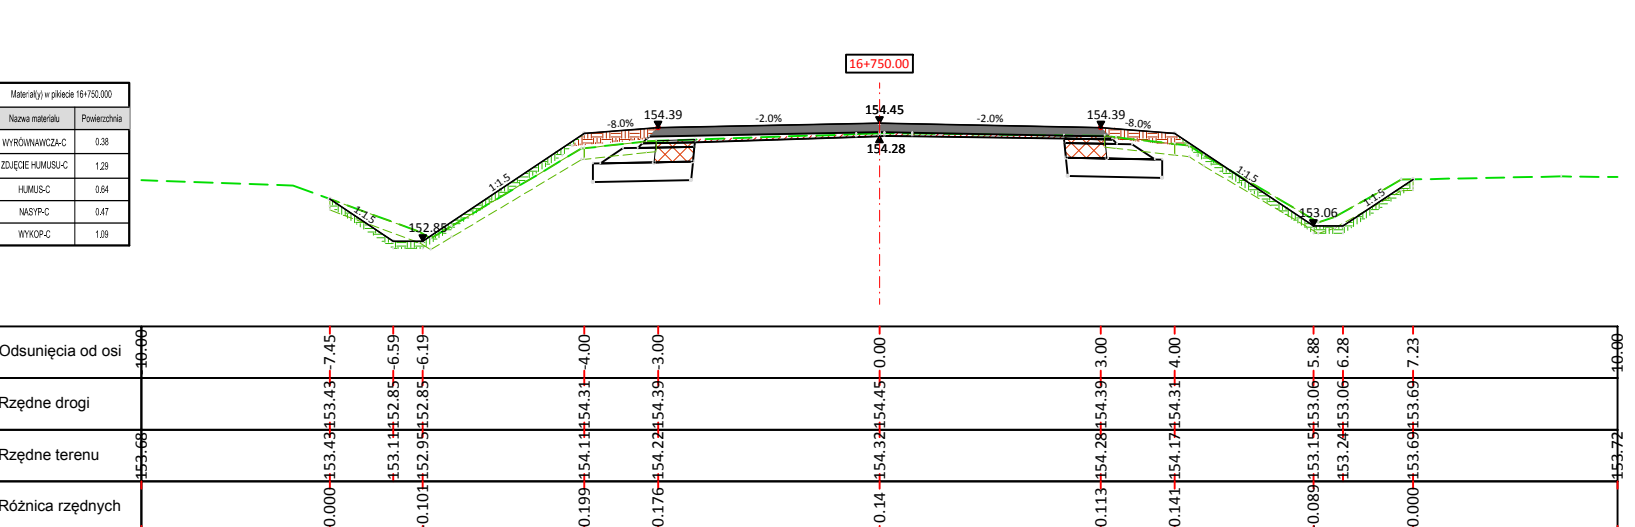 16+750.00
Materiał(y) w pikiecie 16+750.000
Nazwa materiału Powierzchnia
WYRÓWNAWCZA-C 0.38
ZDJĘCIE HUMUSU-C 1.29
HUMUS-C 0.64
NASYP-C 0.47
WYKOP-C 1.09
-8.0% 154.39 -2.0% 154.45 -2.0% 154.39 -8.0%
154.28
1:1.5 1:1.5 1:1.5 1:1.5
152.85 153.06
Odsunięcia od osi -10.00 -7.45 -6.59 -6.19 -4.00 -3.00 0.00 3.00 4.00 5.88 6.28 7.23 10.00
Rzędne drogi 153.43 152.85 152.85 154.31 154.39 154.45 154.39 154.31 153.06 153.06 153.69
Rzędne terenu 153.68 153.43 153.11 152.95 154.11 154.22 154.32 154.28 154.17 153.15 153.24 153.69 153.72
Różnica rzędnych 0.000 -0.101 0.199 0.176 0.14 0.113 0.141 -0.089 0.000